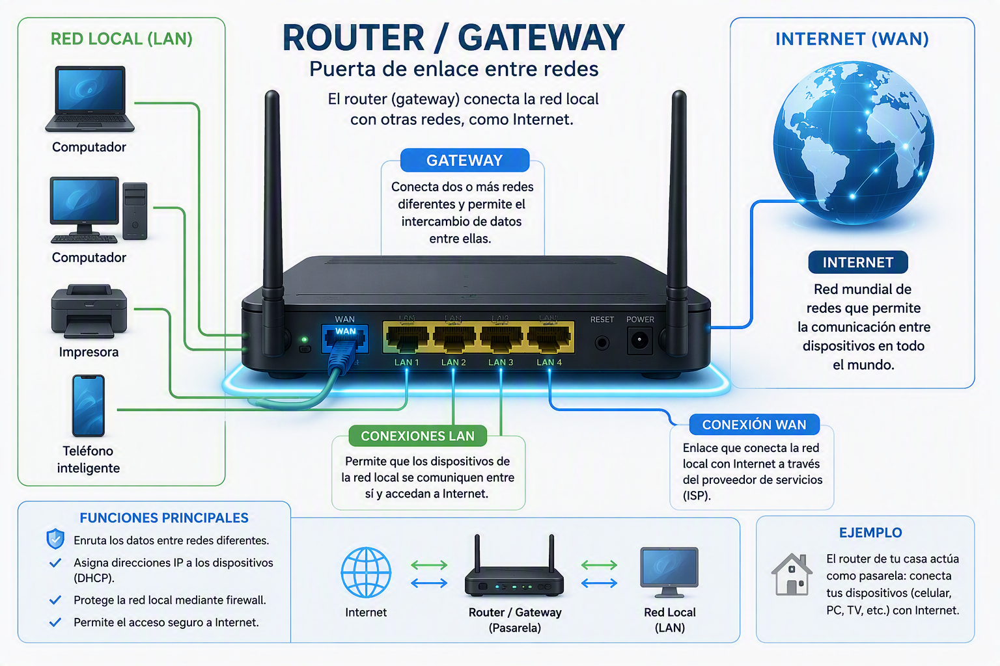 ROUTER / GATEWAY
Puerta de enlace entre redes
El router (gateway) conecta la red local
con otras redes, como Internet.
RED LOCAL (LAN)
Computador
Computador
Impresora
Teléfono
inteligente
GATEWAY
Conecta dos o más redes
diferentes y permite el
intercambio de datos
entre ellas.
INTERNET (WAN)
INTERNET
Red mundial de
redes que permite
la comunicación entre
dispositivos en todo
el mundo.
WAN
WAN
RESET
POWER
LAN 1
LAN 2
LAN 3
LAN 4
CONEXIONES LAN
Permite que los dispositivos de
la red local se comuniquen entre
sí y accedan a Internet.
CONEXIÓN WAN
Enlace que conecta la red
local con Internet a través
del proveedor de servicios
(ISP).
FUNCIONES PRINCIPALES
Enruta los datos entre redes diferentes.
Asigna direcciones IP a los dispositivos
(DHCP).
Protege la red local mediante firewall.
Permite el acceso seguro a Internet.
Internet
Router / Gateway
(Pasarela)
Red Local
(LAN)
EJEMPLO
El router de tu casa actúa
como pasarela: conecta
tus dispositivos (celular,
PC, TV, etc.) con Internet.